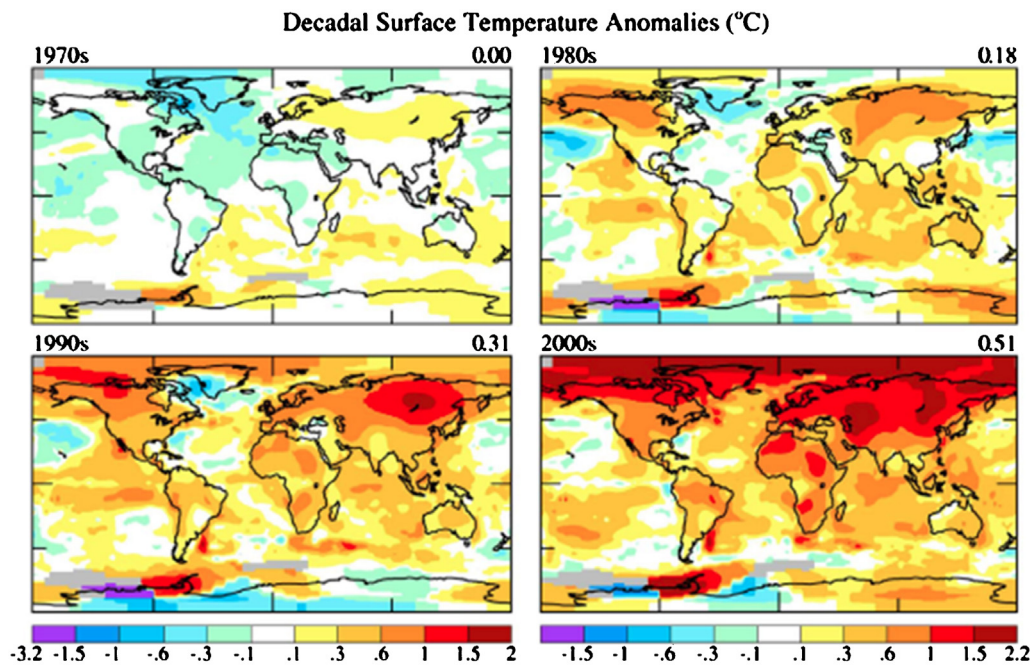 Decadal Surface Temperature Anomalies (°C)
1970s 0.00
1980s 0.18
1990s 0.31
2000s 0.51
-3.2 -1.5 -1 -.6 -.3 -.1 .1 .3 .6 1 1.5 2
-1.5 -1 -.6 -.3 -.1 .1 .3 .6 1 1.5 2.2